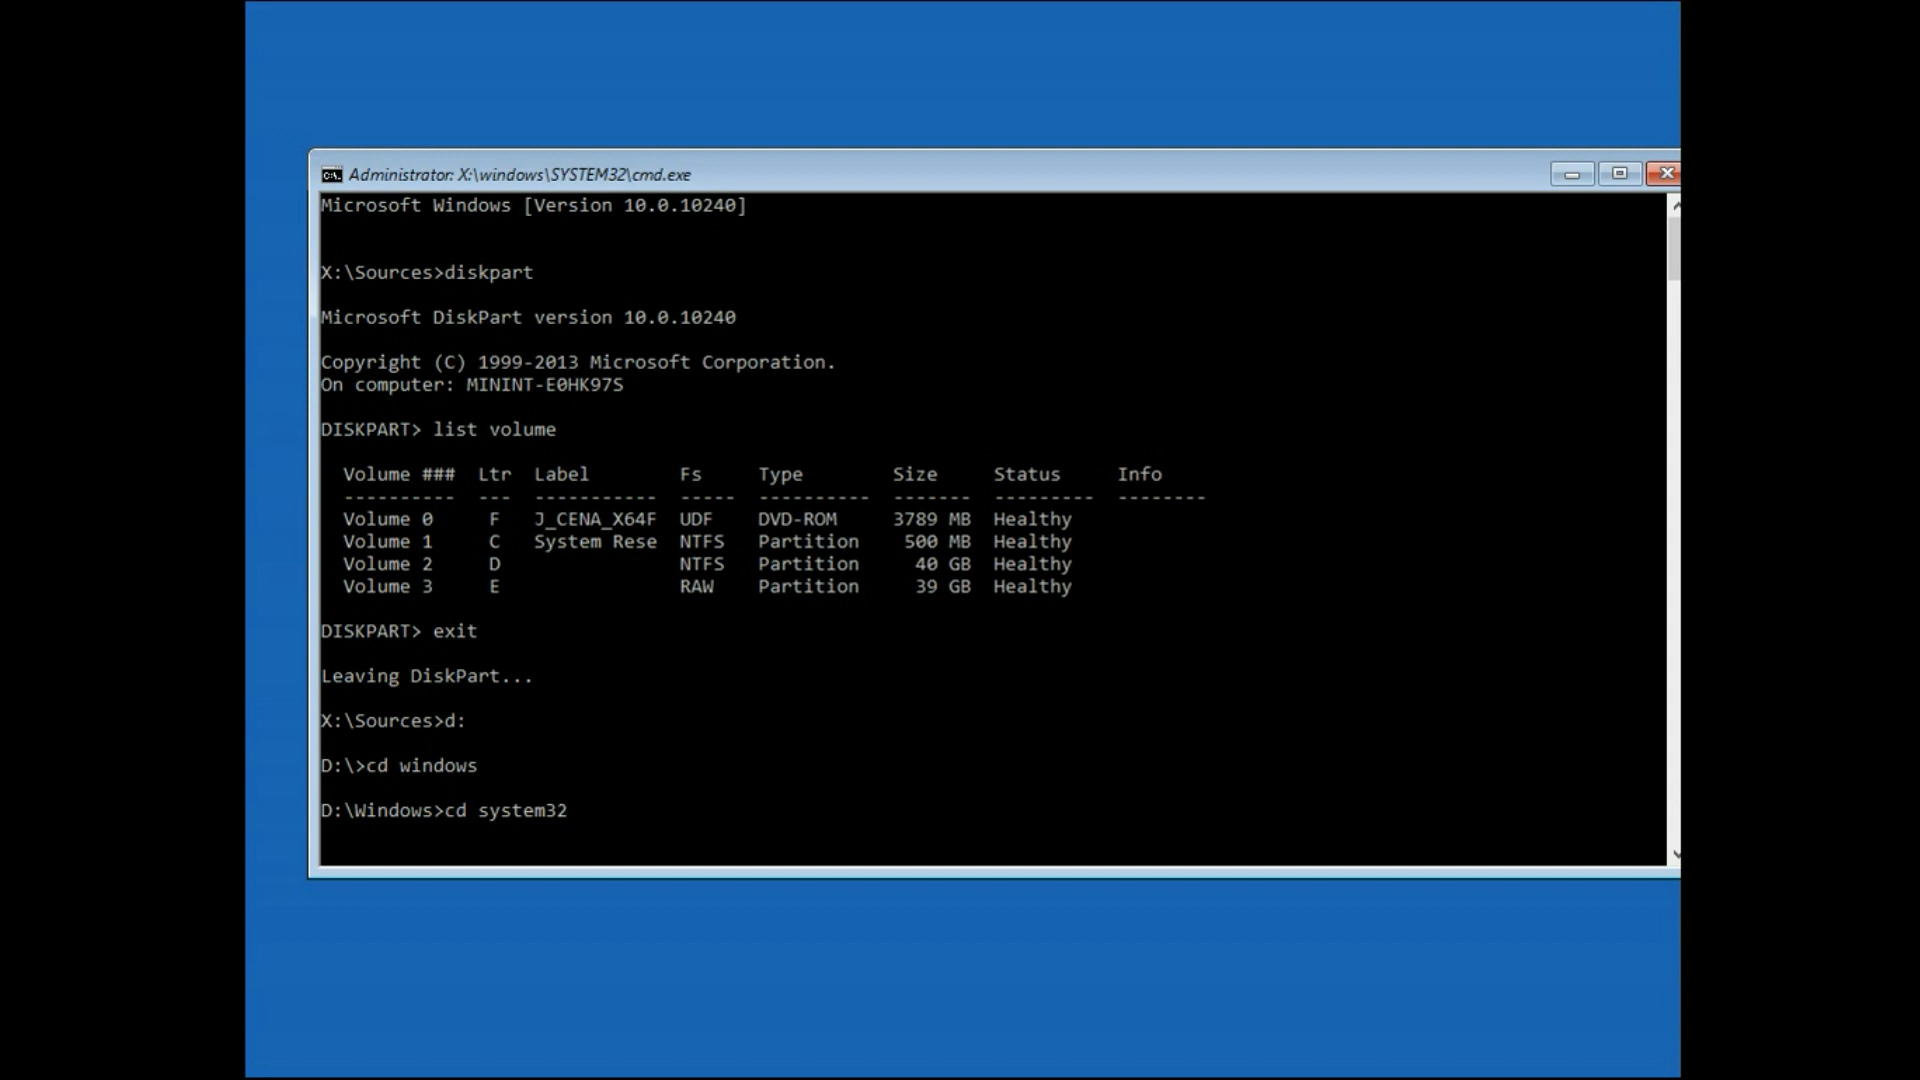 Administrator: X:\windows\SYSTEM32\cmd.exe
Microsoft Windows [Version 10.0.10240]
X:\Sources>diskpart
Microsoft DiskPart version 10.0.10240
Copyright (C) 1999-2013 Microsoft Corporation.
On computer: MININT-E0HK97S
DISKPART> list volume
  Volume ###  Ltr  Label        Fs     Type        Size     Status     Info
  ----------  ---  -----------  -----  ----------  -------  ---------  --------
  Volume 0     F   J_CENA_X64F  UDF    DVD-ROM     3789 MB  Healthy
  Volume 1     C   System Rese  NTFS   Partition    500 MB  Healthy
  Volume 2     D                NTFS   Partition     40 GB  Healthy
  Volume 3     E                RAW    Partition     39 GB  Healthy
DISKPART> exit
Leaving DiskPart...
X:\Sources>d:
D:\>cd windows
D:\Windows>cd system32